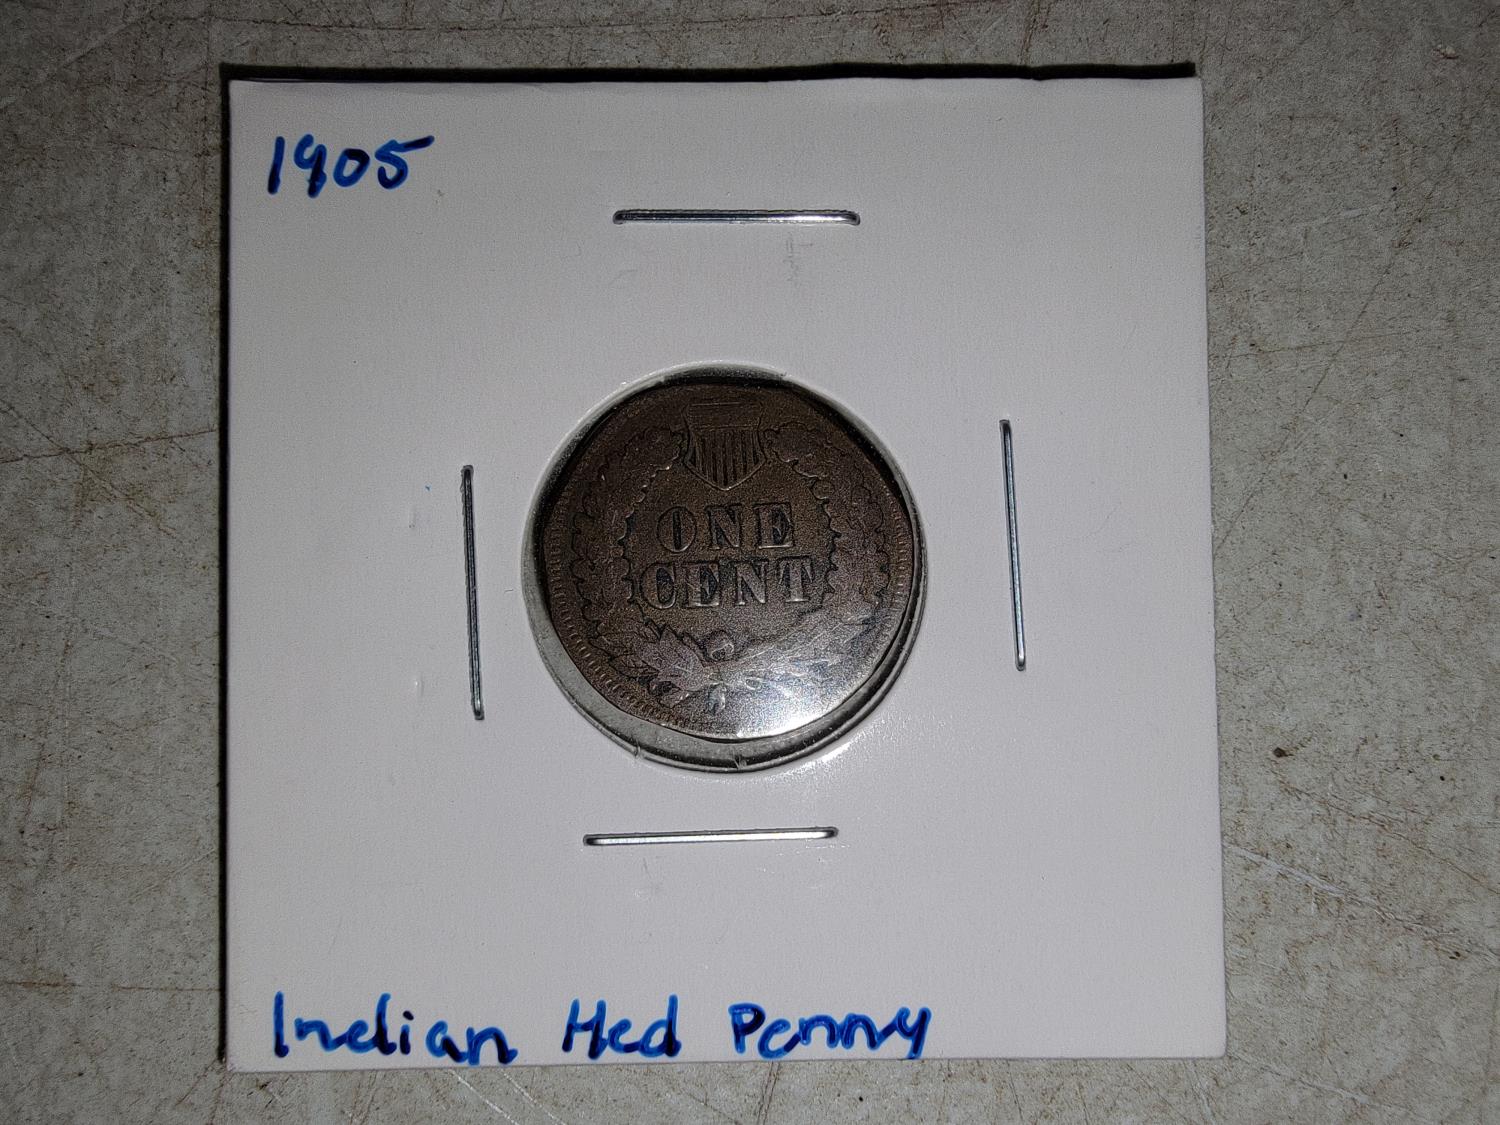 1905
ONE
CENT
Indian Hed Penny